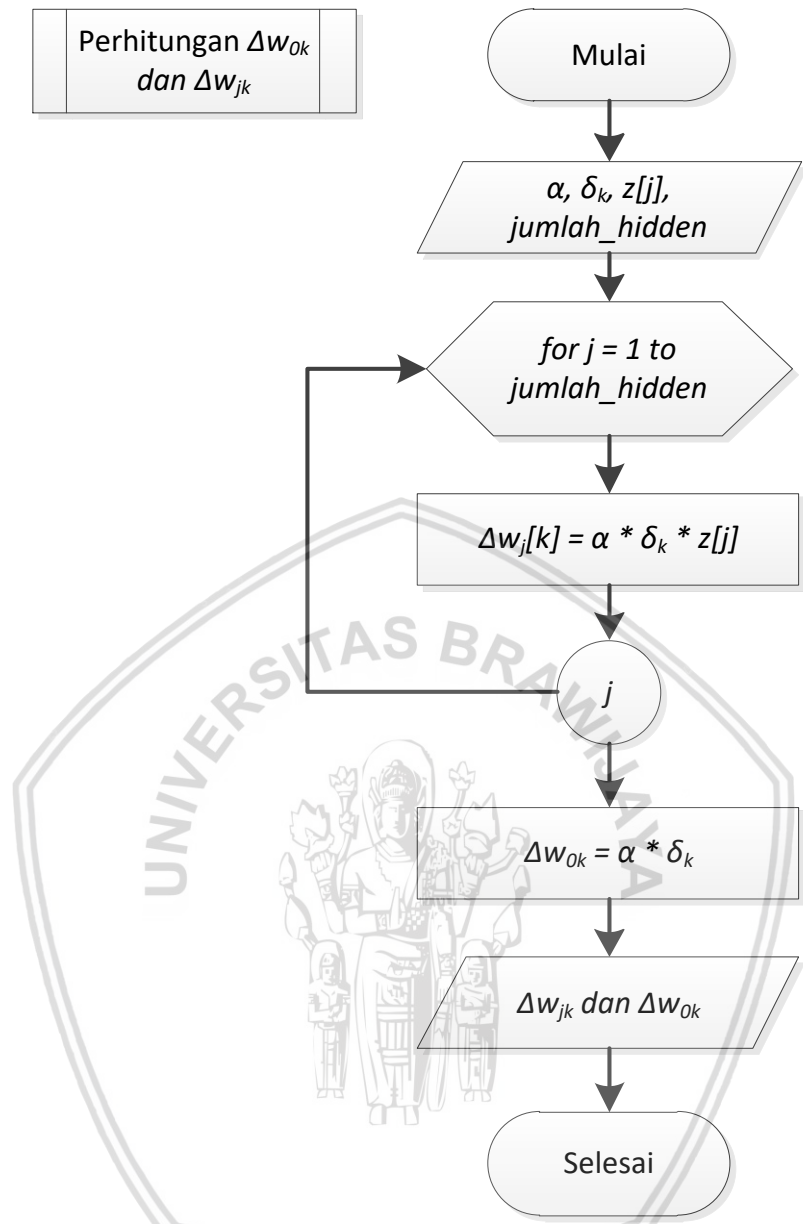 Perhitungan Δw₀ₖ
dan Δwⱼₖ
Mulai
α, δₖ, z[j],
jumlah_hidden
for j = 1 to
jumlah_hidden
Δwⱼ[k] = α * δₖ * z[j]
j
Δw₀ₖ = α * δₖ
Δwⱼₖ dan Δw₀ₖ
Selesai
UNIVERSITAS BRAWIJAYA